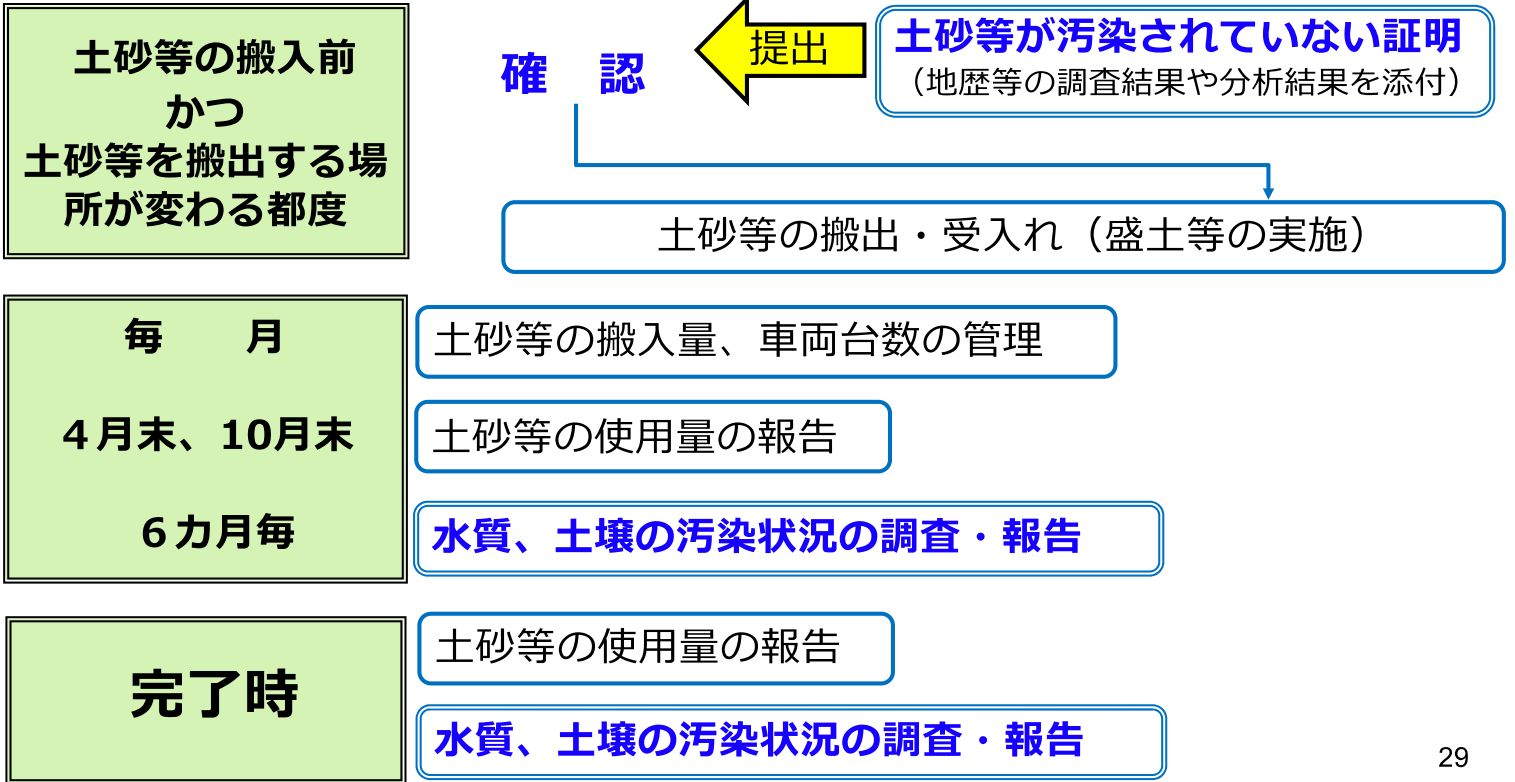 土砂等の搬入前
かつ
土砂等を搬出する場
所が変わる都度
確　認
提出
土砂等が汚染されていない証明
（地歴等の調査結果や分析結果を添付）
土砂等の搬出・受入れ（盛土等の実施）
毎　　月
土砂等の搬入量、車両台数の管理
４月末、10月末
土砂等の使用量の報告
６カ月毎
水質、土壌の汚染状況の調査・報告
完了時
土砂等の使用量の報告
水質、土壌の汚染状況の調査・報告
29